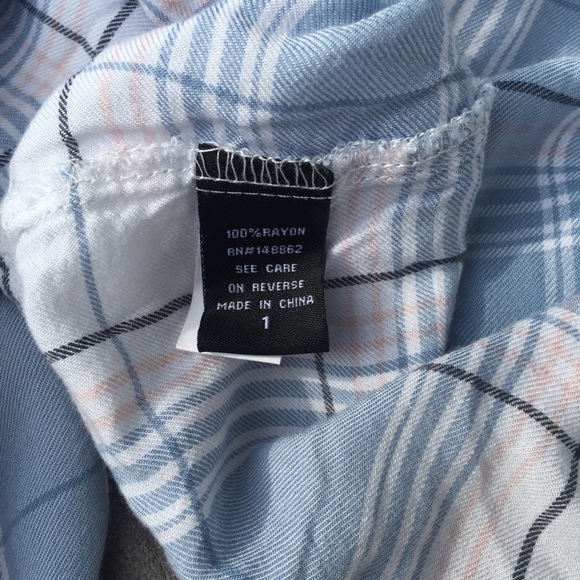 100%RAYON
RN#148862
SEE CARE
ON REVERSE
MADE IN CHINA
1